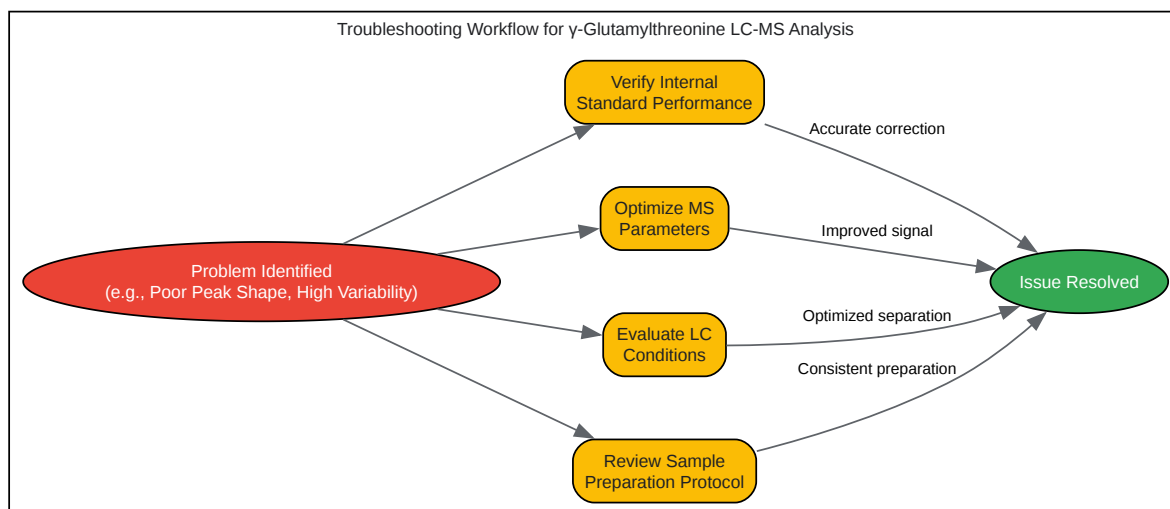 Troubleshooting Workflow for γ-Glutamylthreonine LC-MS Analysis
Verify Internal
Standard Performance
Accurate correction
Optimize MS
Parameters
Improved signal
Problem Identified
(e.g., Poor Peak Shape, High Variability)
Issue Resolved
Evaluate LC
Conditions
Optimized separation
Consistent preparation
Review Sample
Preparation Protocol